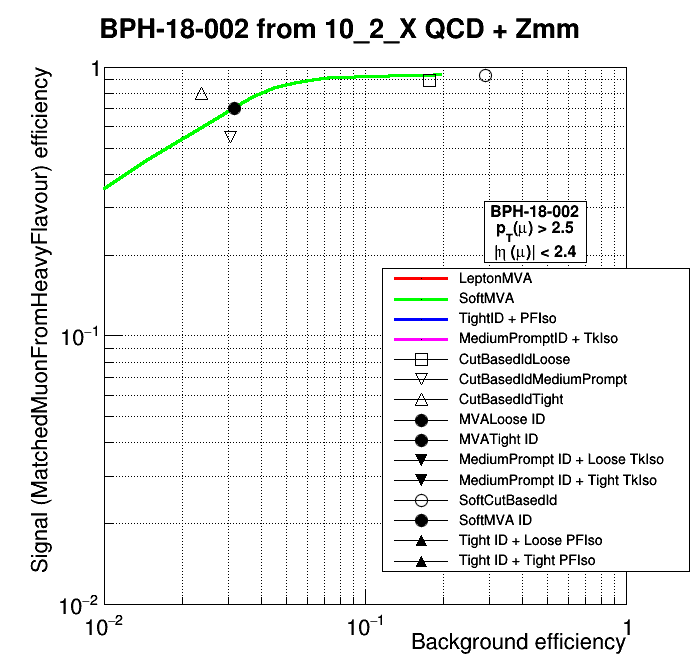 BPH-18-002 from 10_2_X QCD + Zmm
Signal (MatchedMuonFromHeavyFlavour) efficiency
1
10⁻¹
10⁻²
BPH-18-002
p_T(μ) > 2.5
|η (μ)| < 2.4
LeptonMVA
SoftMVA
TightID + PFIso
MediumPromptID + TkIso
CutBasedIdLoose
CutBasedIdMediumPrompt
CutBasedIdTight
MVALoose ID
MVATight ID
MediumPrompt ID + Loose TkIso
MediumPrompt ID + Tight TkIso
SoftCutBasedId
SoftMVA ID
Tight ID + Loose PFIso
Tight ID + Tight PFIso
10⁻² 10⁻¹ 1
Background efficiency